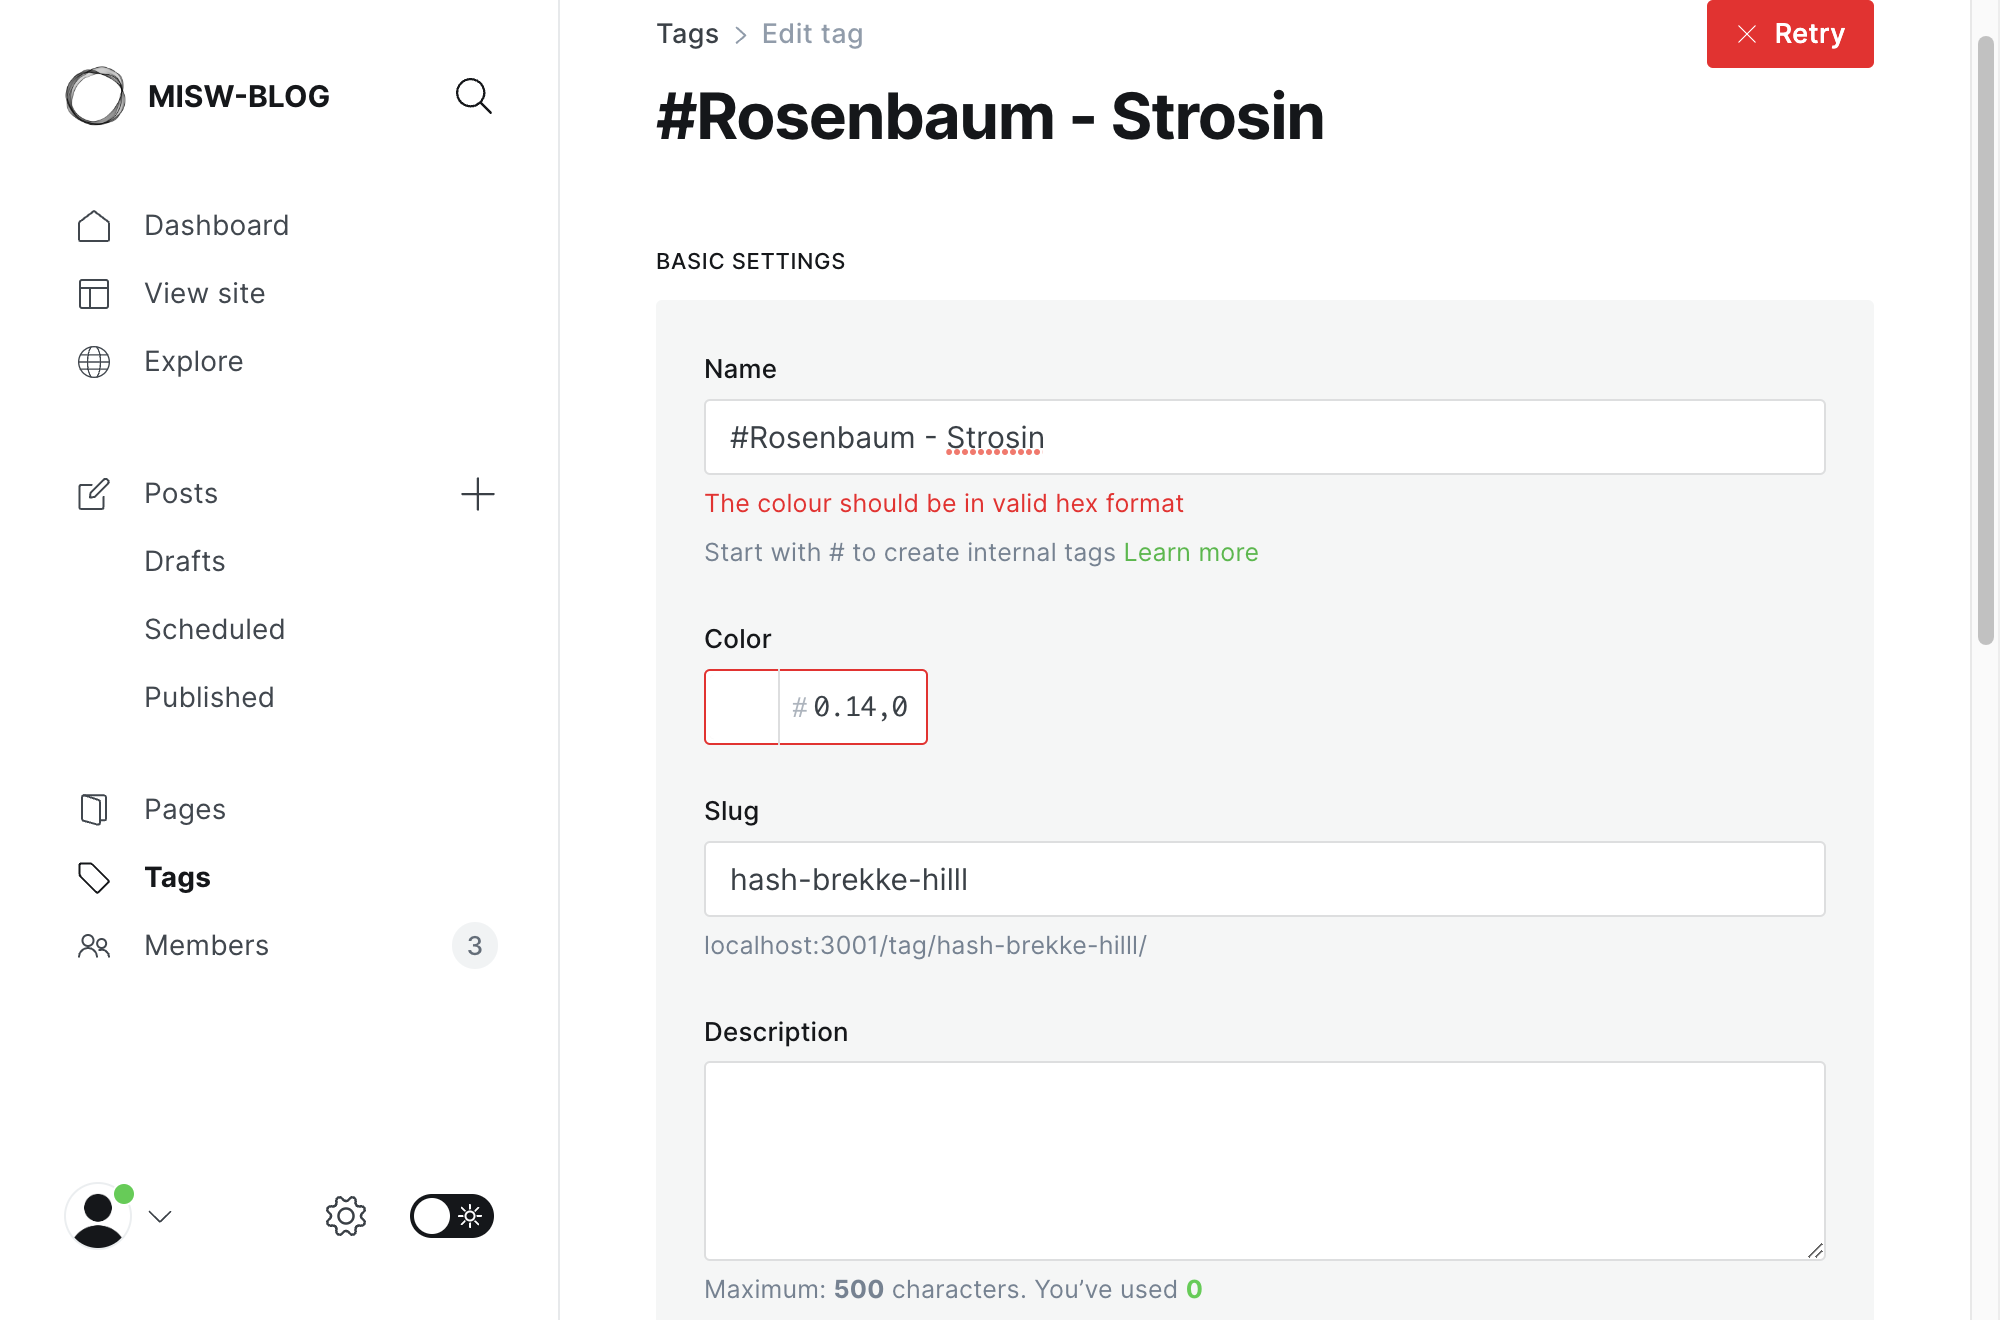 MISW-BLOG
Dashboard
View site
Explore
Posts
Drafts
Scheduled
Published
Pages
Tags
Members
3
Tags > Edit tag
Retry
#Rosenbaum - Strosin
BASIC SETTINGS
Name
#Rosenbaum - Strosin
The colour should be in valid hex format
Start with # to create internal tags Learn more
Color
#0.14,0
Slug
hash-brekke-hilll
localhost:3001/tag/hash-brekke-hilll/
Description
Maximum: 500 characters. You’ve used 0